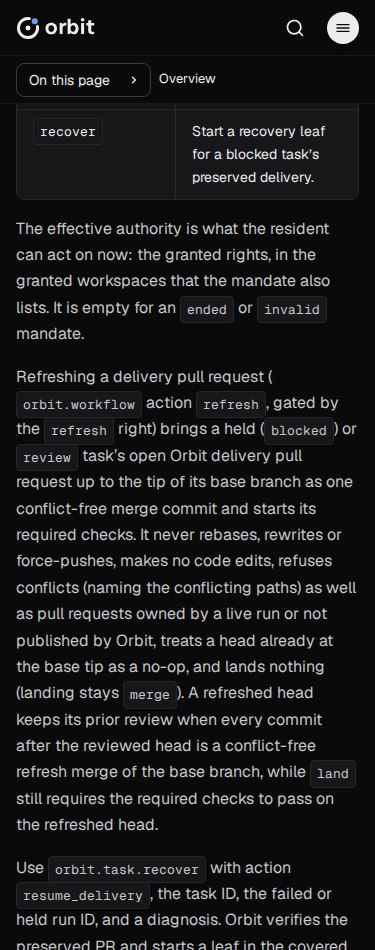 orbit
On this page
Overview
recover
Start a recovery leaf
for a blocked task's
preserved delivery.
The effective authority is what the resident
can act on now: the granted rights, in the
granted workspaces that the mandate also
lists. It is empty for an ended or invalid
mandate.
Refreshing a delivery pull request (
orbit.workflow action refresh, gated by
the refresh right) brings a held (blocked) or
review task's open Orbit delivery pull
request up to the tip of its base branch as one
conflict-free merge commit and starts its
required checks. It never rebases, rewrites or
force-pushes, makes no code edits, refuses
conflicts (naming the conflicting paths) as well
as pull requests owned by a live run or not
published by Orbit, treats a head already at
the base tip as a no-op, and lands nothing
(landing stays merge). A refreshed head
keeps its prior review when every commit
after the reviewed head is a conflict-free
refresh merge of the base branch, while land
still requires the required checks to pass on
the refreshed head.
Use orbit.task.recover with action
resume_delivery, the task ID, the failed or
held run ID, and a diagnosis. Orbit verifies the
preserved PR and starts a leaf in the covered